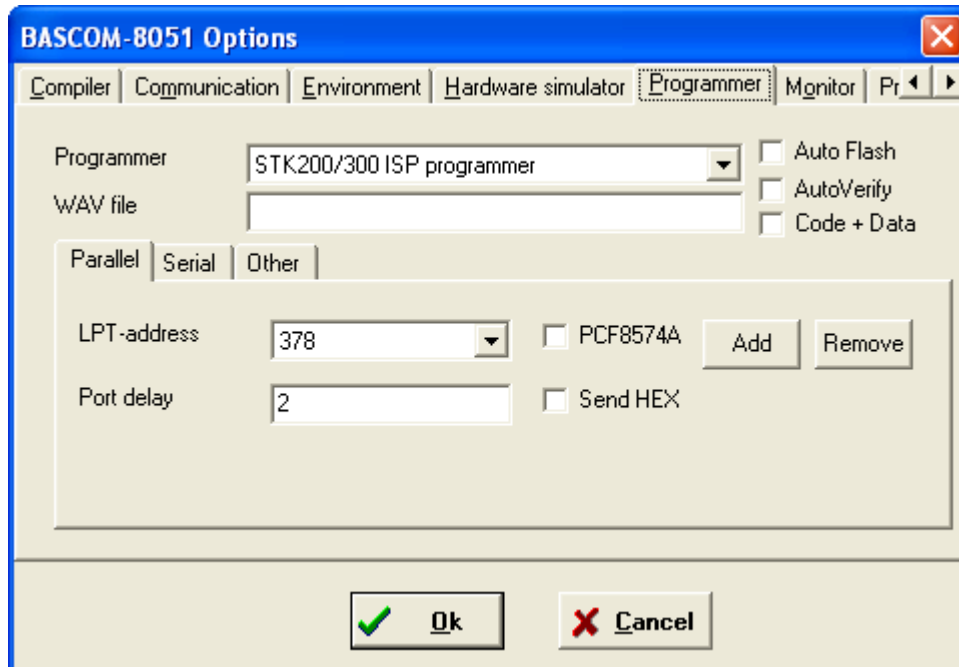 BASCOM-8051 Options
Compiler Communication Environment Hardware simulator Programmer Monitor Pr
Programmer STK200/300 ISP programmer Auto Flash
AutoVerify
WAV file Code + Data
Parallel Serial Other
LPT-address 378 PCF8574A Add Remove
Port delay 2 Send HEX
Ok Cancel